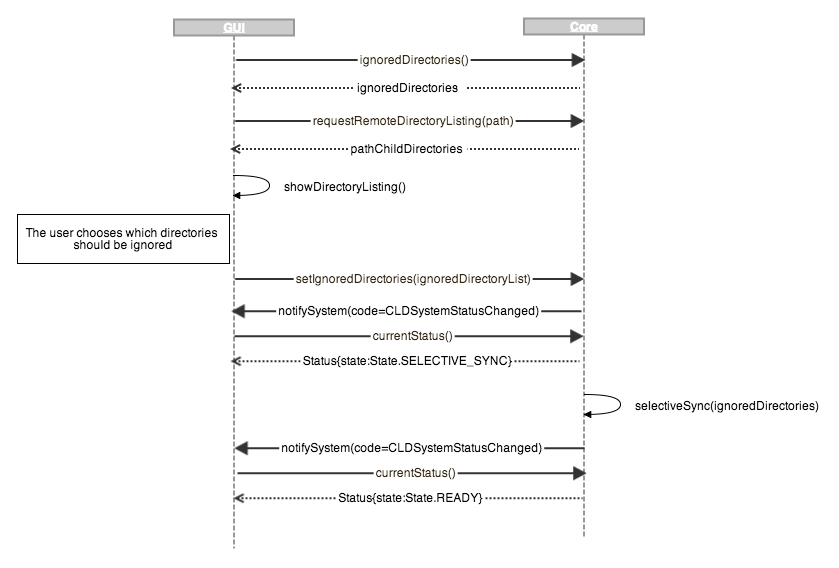 GUI
Core
ignoredDirectories()
ignoredDirectories
requestRemoteDirectoryListing(path)
pathChildDirectories
showDirectoryListing()
The user chooses which directories
should be ignored
setIgnoredDirectories(ignoredDirectoryList)
notifySystem(code=CLDSystemStatusChanged)
currentStatus()
Status{state:State.SELECTIVE_SYNC}
selectiveSync(ignoredDirectories)
notifySystem(code=CLDSystemStatusChanged)
currentStatus()
Status{state:State.READY}